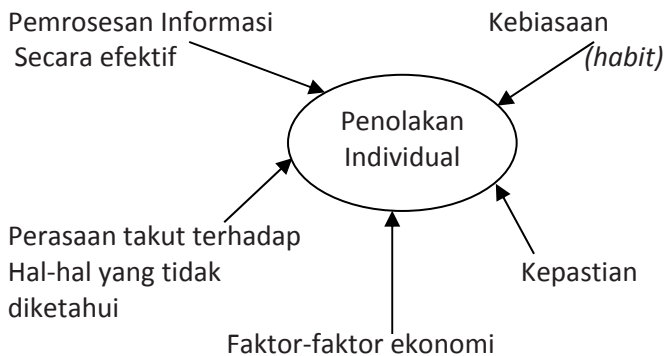 Pemrosesan Informasi
Secara efektif
Kebiasaan
(habit)
Penolakan
Individual
Perasaan takut terhadap
Hal-hal yang tidak
diketahui
Kepastian
Faktor-faktor ekonomi